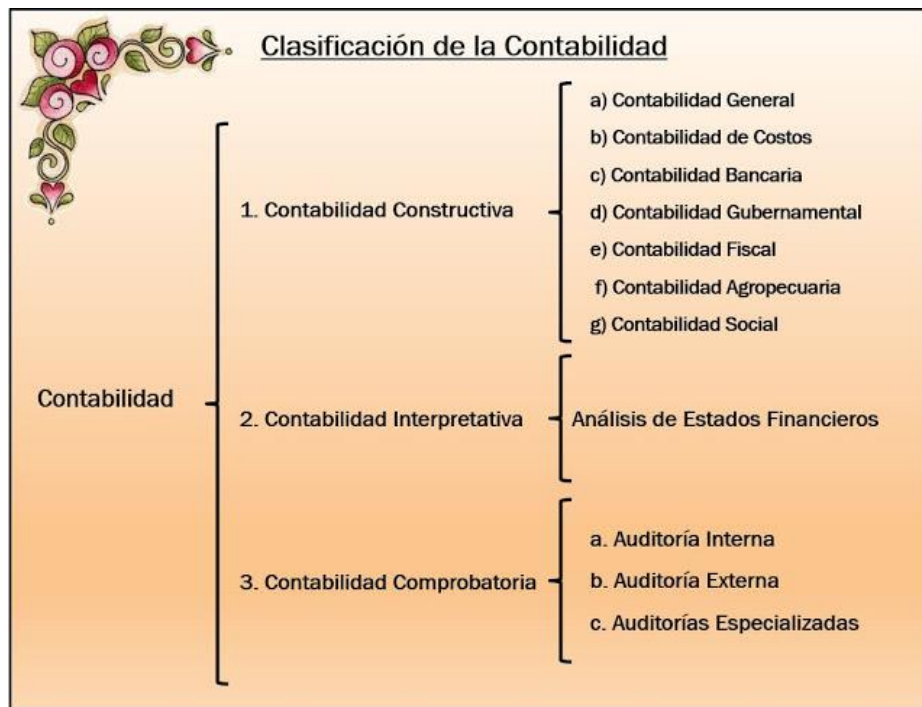 Clasificación de la Contabilidad
Contabilidad
1. Contabilidad Constructiva
a) Contabilidad General
b) Contabilidad de Costos
c) Contabilidad Bancaria
d) Contabilidad Gubernamental
e) Contabilidad Fiscal
f) Contabilidad Agropecuaria
g) Contabilidad Social
2. Contabilidad Interpretativa
Análisis de Estados Financieros
3. Contabilidad Comprobatoria
a. Auditoría Interna
b. Auditoría Externa
c. Auditorías Especializadas